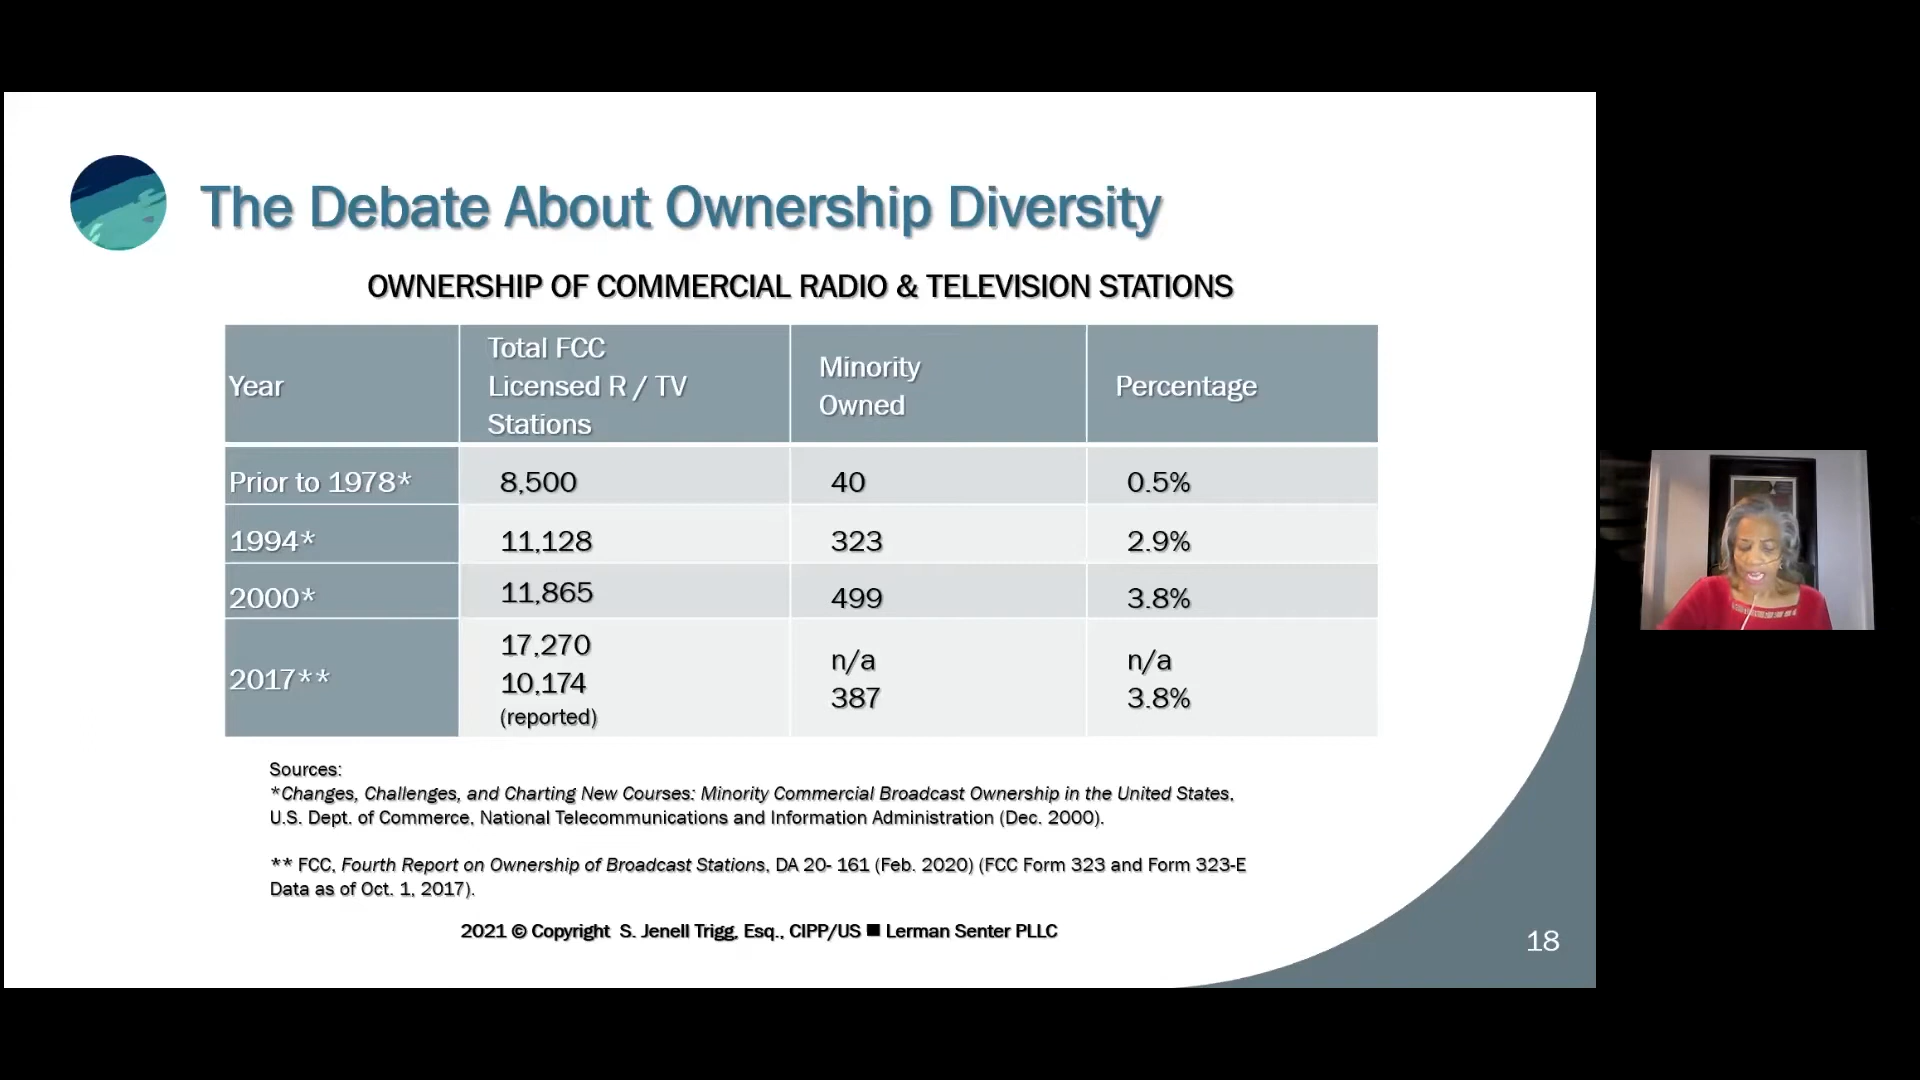 The Debate About Ownership Diversity
OWNERSHIP OF COMMERCIAL RADIO & TELEVISION STATIONS
Year
Total FCC
Licensed R / TV
Stations
Minority
Owned
Percentage
Prior to 1978*
8,500
40
0.5%
1994*
11,128
323
2.9%
2000*
11,865
499
3.8%
2017**
17,270
10,174
(reported)
n/a
387
n/a
3.8%
Sources:
*Changes, Challenges, and Charting New Courses: Minority Commercial Broadcast Ownership in the United States,
U.S. Dept. of Commerce, National Telecommunications and Information Administration (Dec. 2000).
** FCC, Fourth Report on Ownership of Broadcast Stations, DA 20- 161 (Feb. 2020) (FCC Form 323 and Form 323-E
Data as of Oct. 1, 2017).
2021 © Copyright S. Jenell Trigg, Esq., CIPP/US ■ Lerman Senter PLLC
18